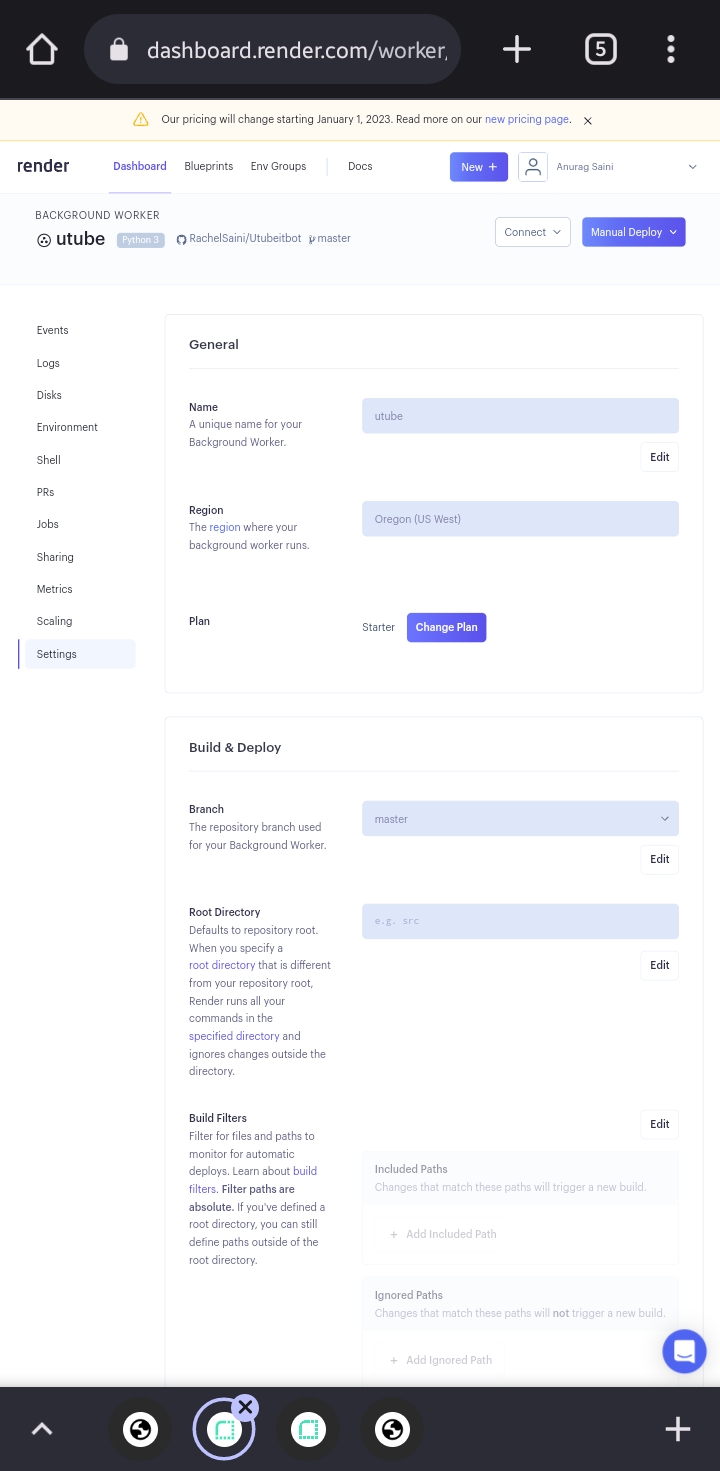 dashboard.render.com/worker,
5
Our pricing will change starting January 1, 2023. Read more on our new pricing page.
render
Dashboard
Blueprints
Env Groups
Docs
New +
Anurag Saini
BACKGROUND WORKER
utube
Python 3
RachelSaini/Utubeitbot
master
Connect
Manual Deploy
Events
Logs
Disks
Environment
Shell
PRs
Jobs
Sharing
Metrics
Scaling
Settings
General
Name
A unique name for your
Background Worker.
utube
Edit
Region
The region where your
background worker runs.
Oregon (US West)
Plan
Starter
Change Plan
Build & Deploy
Branch
The repository branch used
for your Background Worker.
master
Edit
Root Directory
Defaults to repository root.
When you specify a
root directory that is different
from your repository root,
Render runs all your
commands in the
specified directory and
ignores changes outside the
directory.
e.g. src
Edit
Build Filters
Filter for files and paths to
monitor for automatic
deploys. Learn about build
filters. Filter paths are
absolute. If you've defined a
root directory, you can still
define paths outside of the
root directory.
Edit
Included Paths
Changes that match these paths will trigger a new build.
+ Add Included Path
Ignored Paths
Changes that match these paths will not trigger a new build.
+ Add Ignored Path